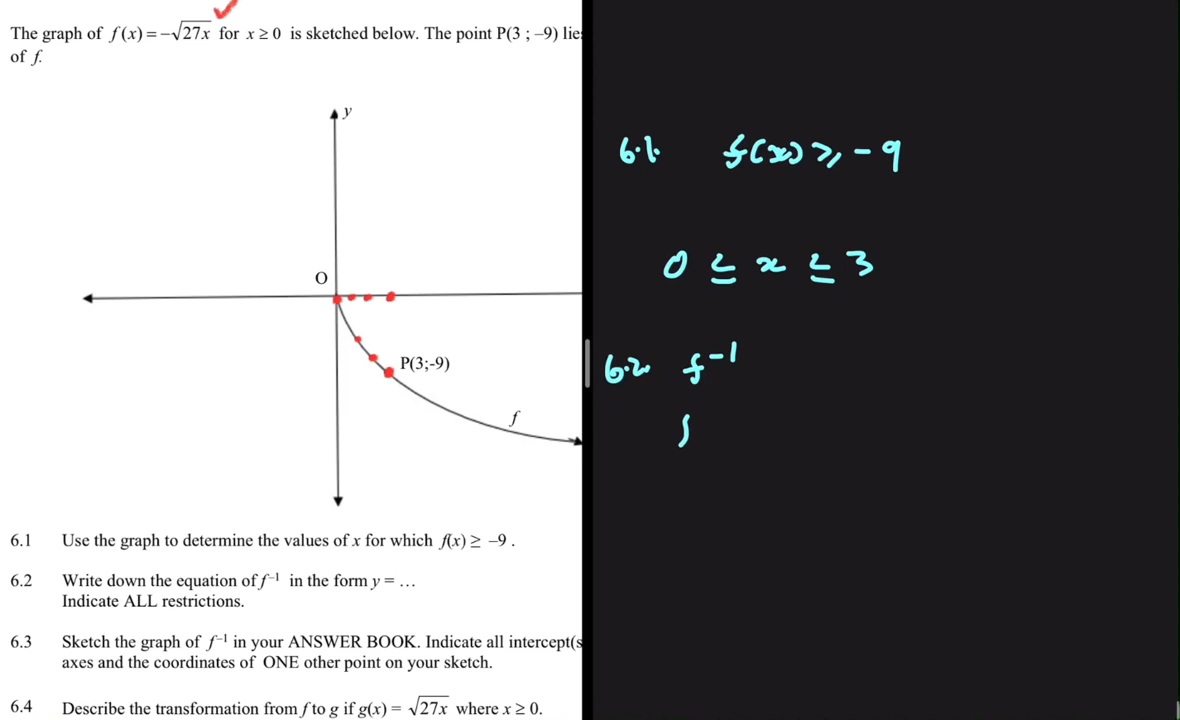 The graph of f(x) = −√27x for x ≥ 0 is sketched below. The point P(3 ; −9) lie
of f.
y
6.1. f(x) ≥ −9
0 ≤ x ≤ 3
O
P(3;-9)
6.2. f⁻¹
f
6.1 Use the graph to determine the values of x for which f(x) ≥ −9 .
6.2 Write down the equation of f⁻¹ in the form y = …
Indicate ALL restrictions.
6.3 Sketch the graph of f⁻¹ in your ANSWER BOOK. Indicate all intercept(s
axes and the coordinates of ONE other point on your sketch.
6.4 Describe the transformation from f to g if g(x) = √27x where x ≥ 0.